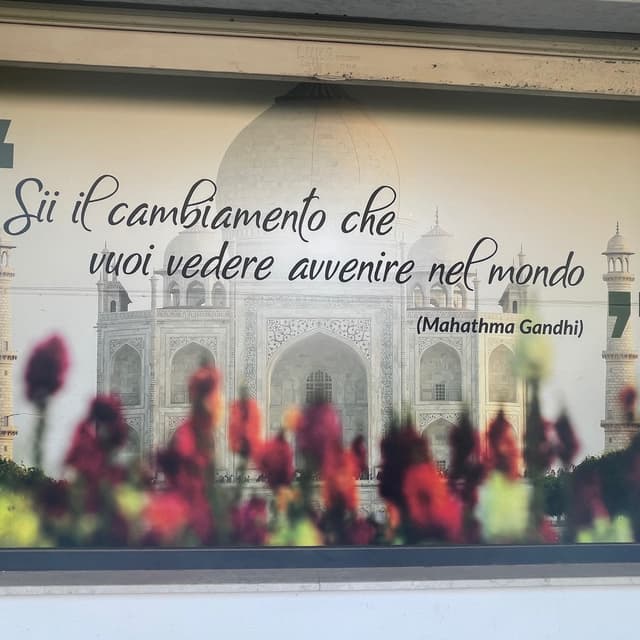 Sii il cambiamento che
vuoi vedere avvenire nel mondo
(Mahathma Gandhi)